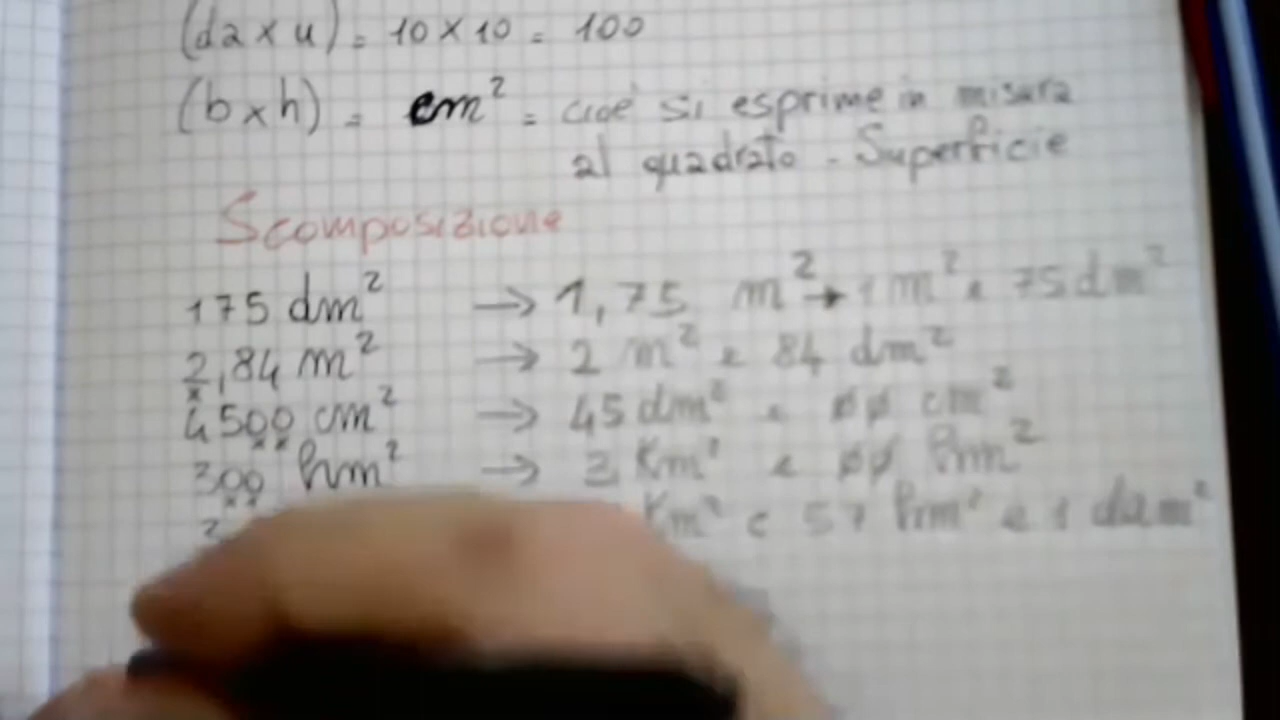 (da x u) = 10 x 10 = 100
(b x h) = cm² = cioè si esprime in misura
al quadrato - Superficie
Scomposizione
175 dm² → 1,75 m² → 1 m² e 75 dm²
2,84 m² → 2 m² e 84 dm²
4500 cm² → 45 dm² e 00 cm²
300 hm² → 3 Km² e 00 hm²
Km² e 57 hm² e 1 dam²